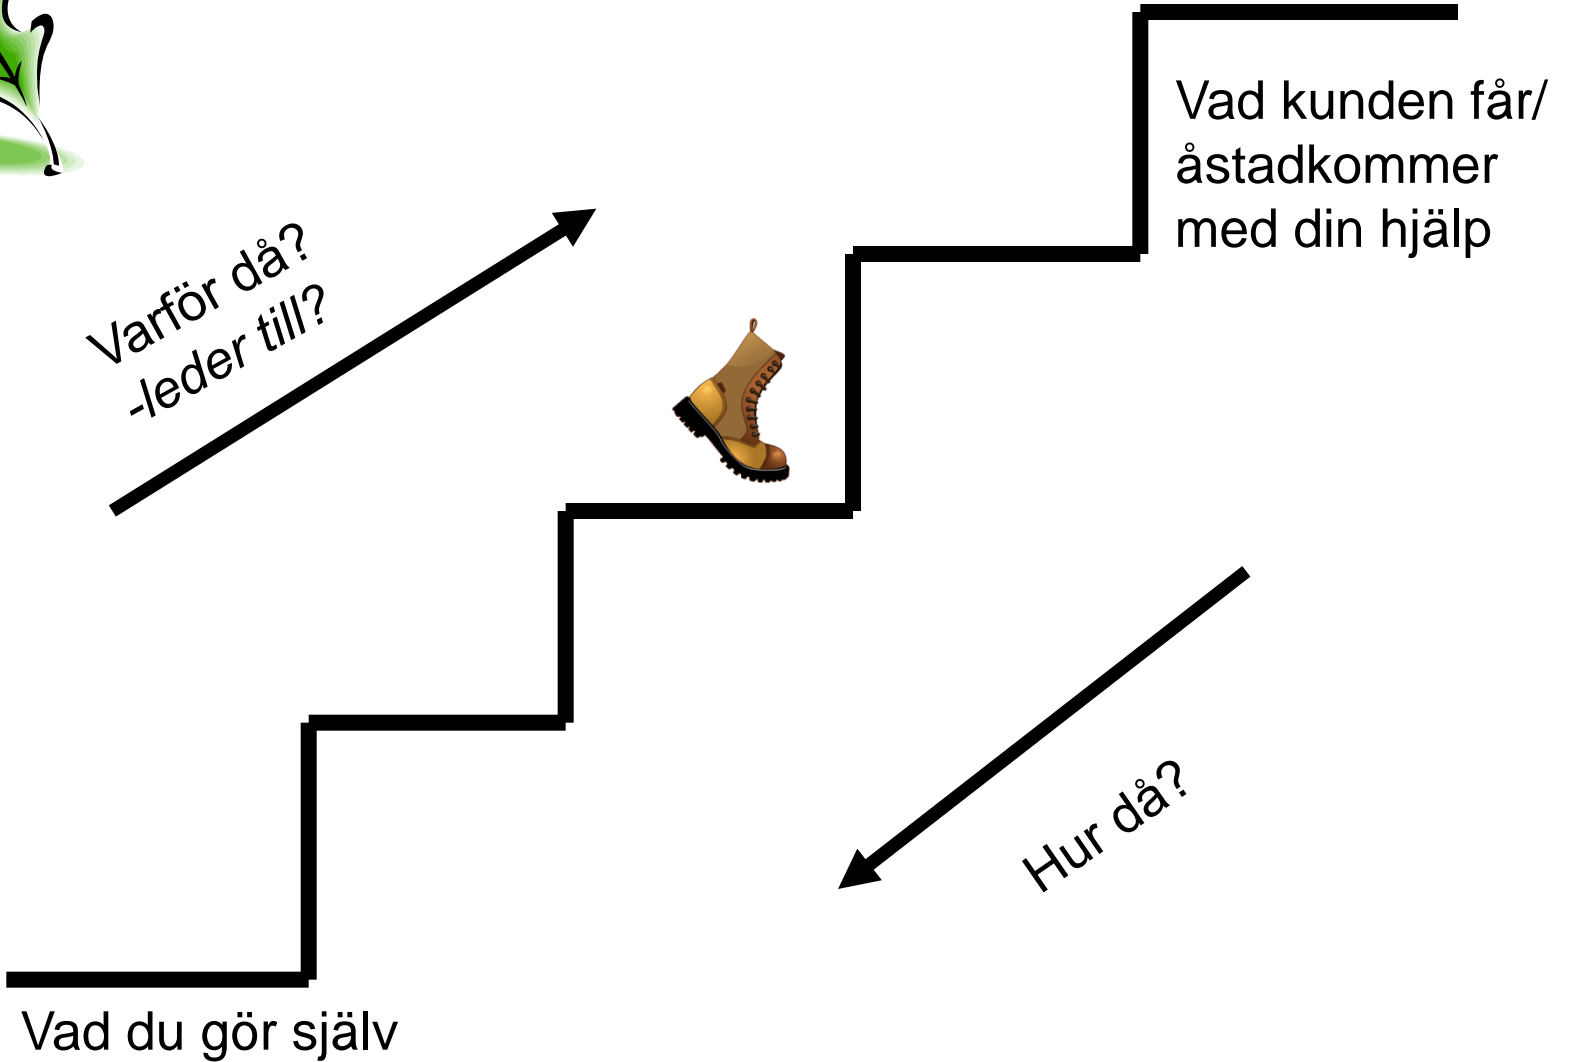 Vad kunden får/
åstadkommer
med din hjälp
Varför då?
-leder till?
Hur då?
Vad du gör själv